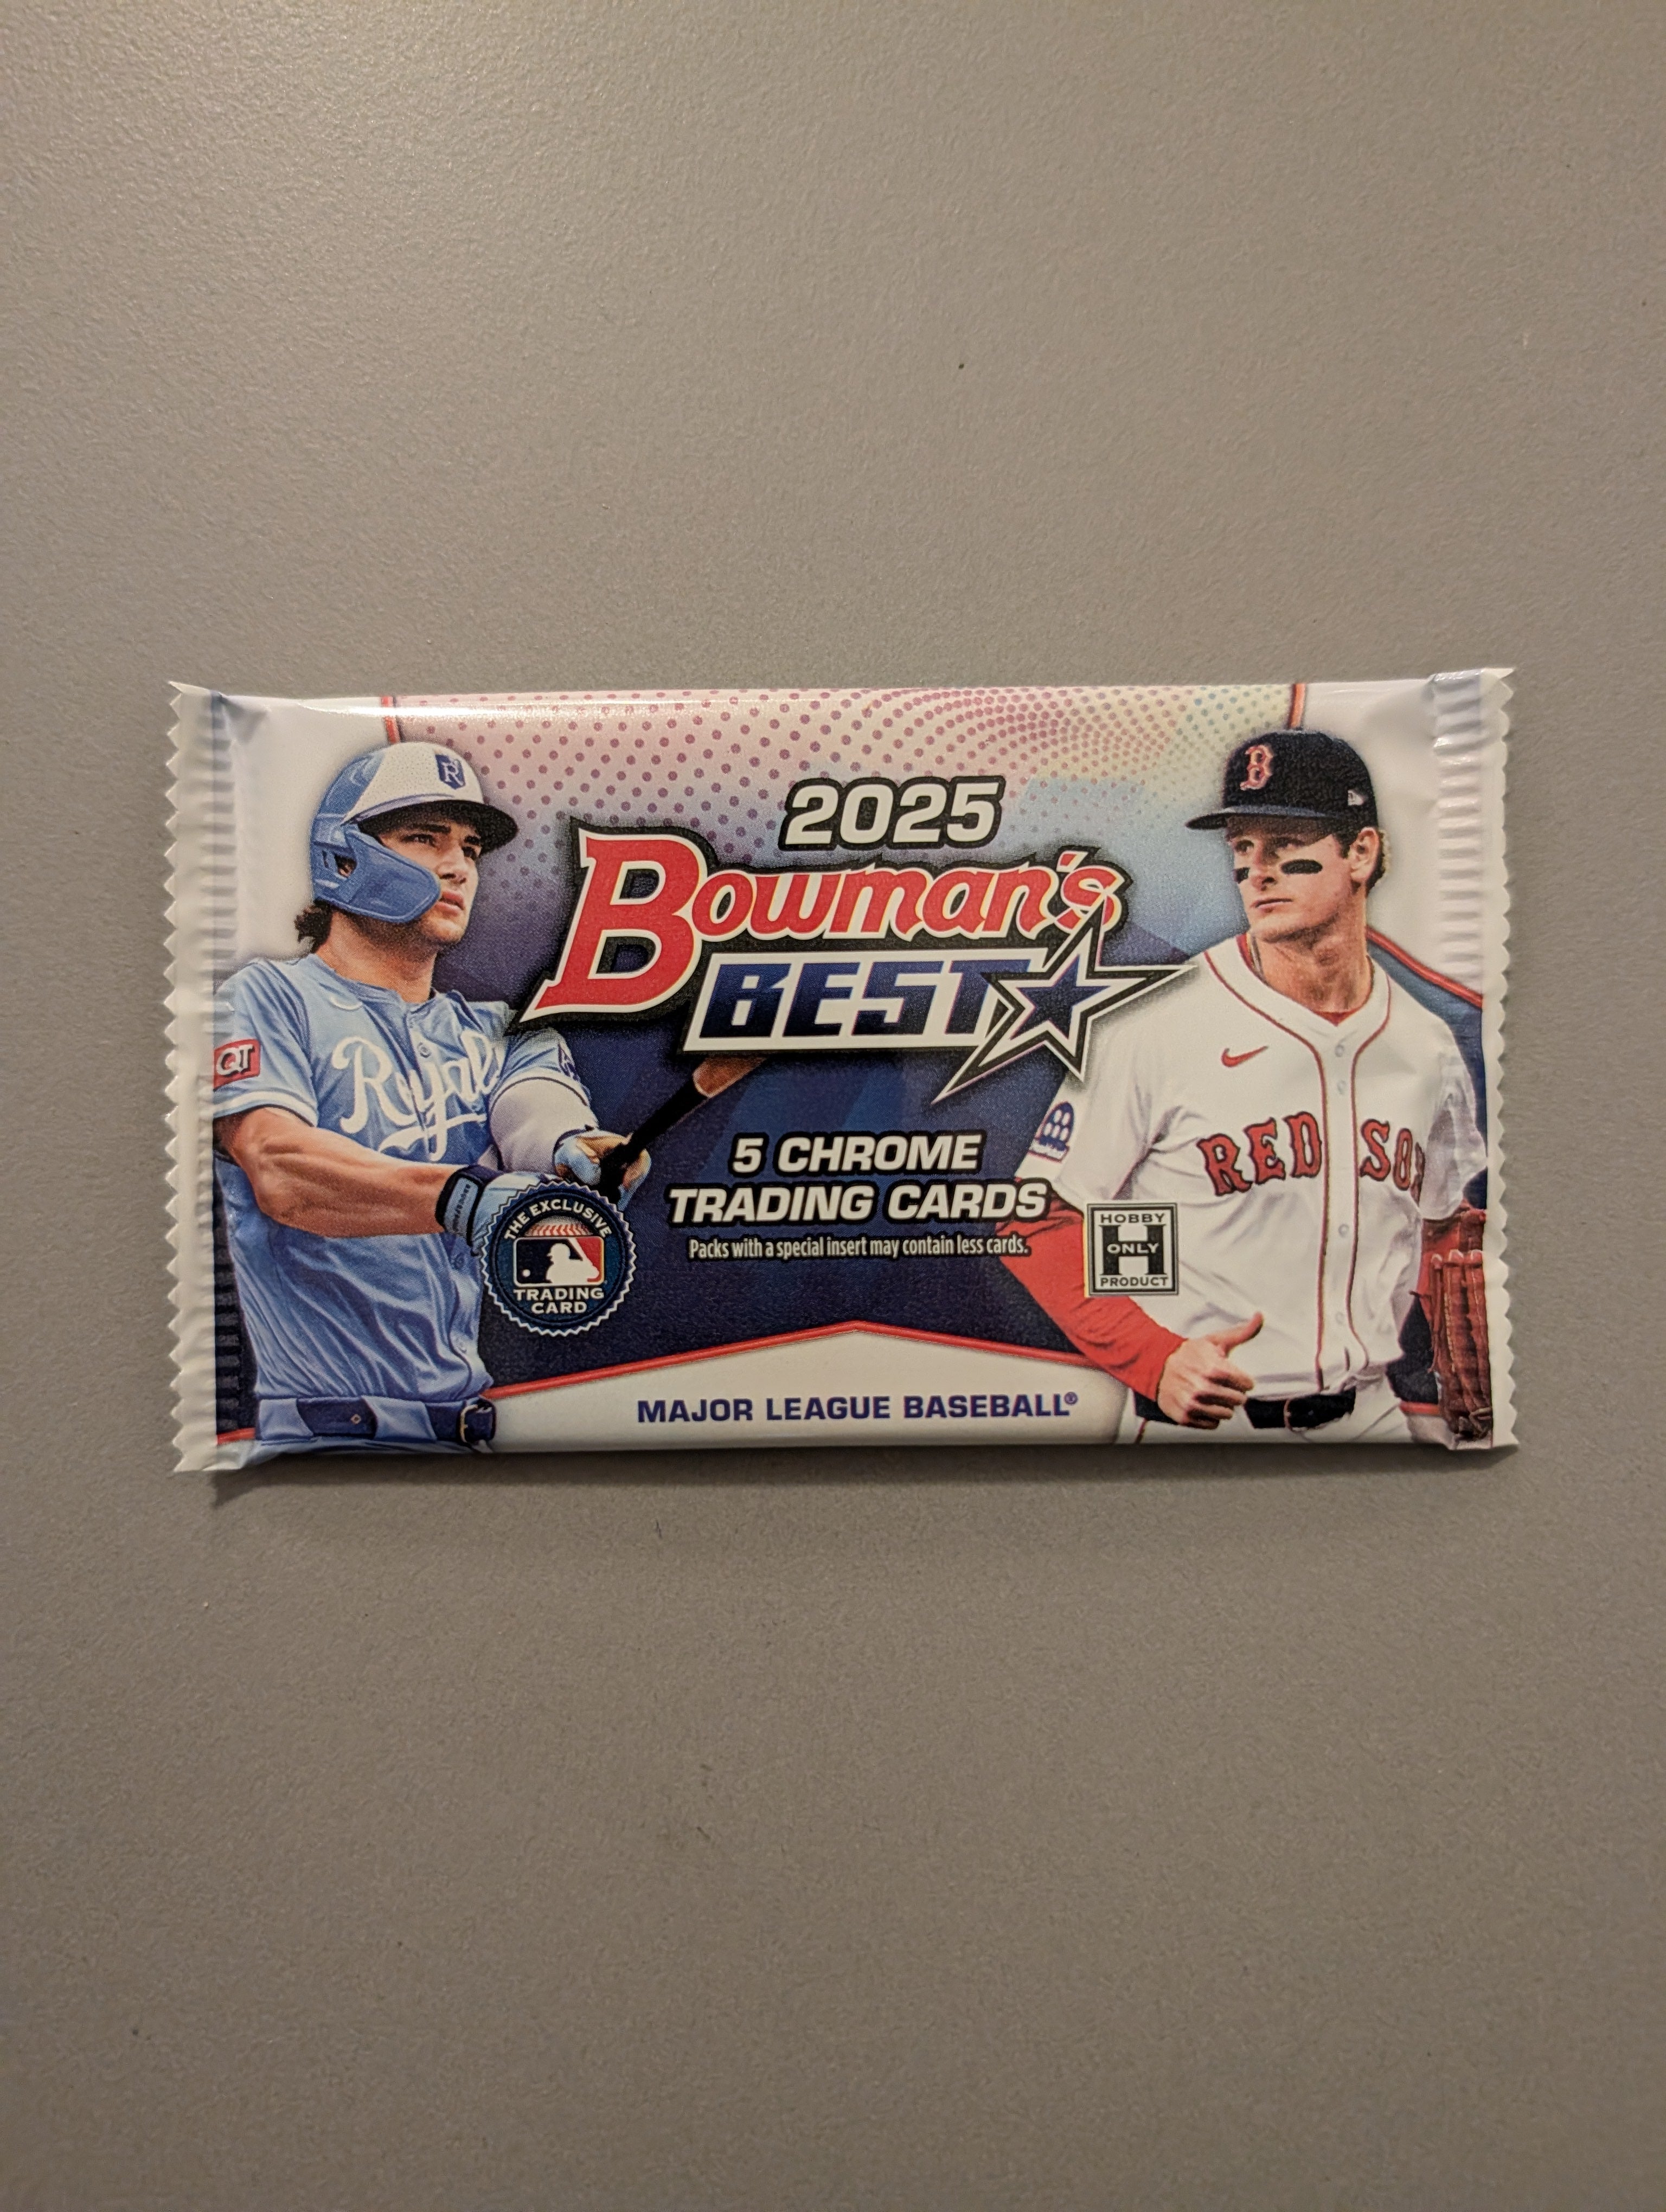 2025
Bowman's
BEST
QT
Royals
RED SOX
5 CHROME
TRADING CARDS
Packs with a special insert may contain less cards.
THE EXCLUSIVE
TRADING
CARD
HOBBY
H
ONLY
PRODUCT
MAJOR LEAGUE BASEBALL®
B
R